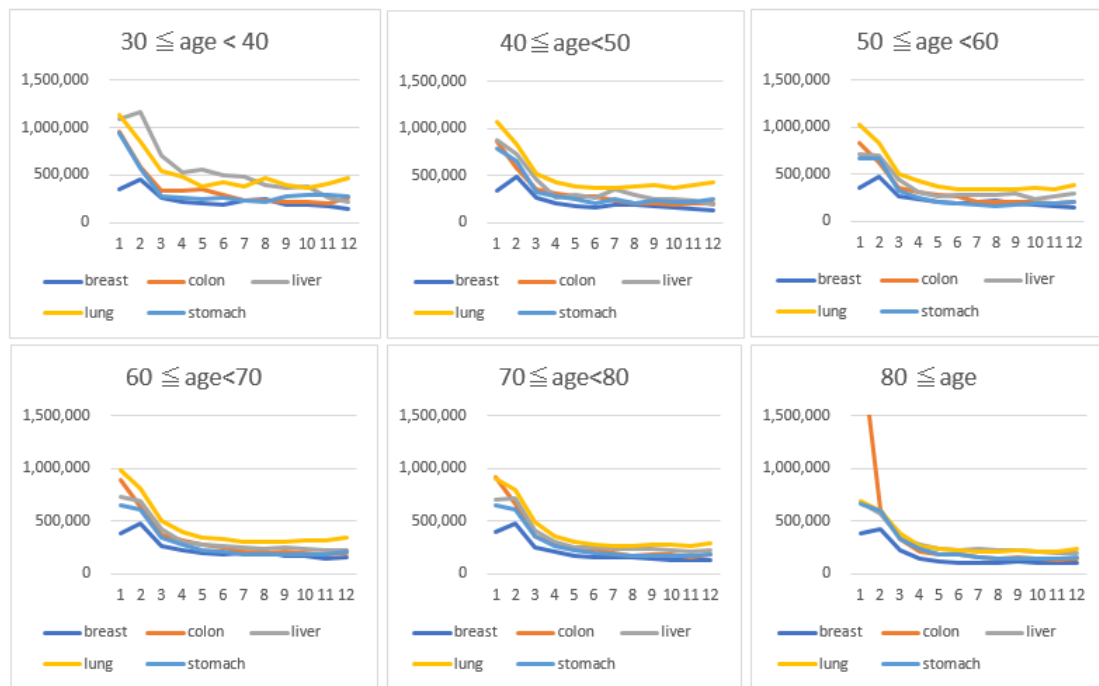 30 ≦ age < 40
1,500,000
1,000,000
500,000
0
1 2 3 4 5 6 7 8 9 10 11 12
breast colon liver
lung stomach
40 ≦age<50
1,500,000
1,000,000
500,000
0
1 2 3 4 5 6 7 8 9 10 11 12
breast colon liver
lung stomach
50 ≦age <60
1,500,000
1,000,000
500,000
0
1 2 3 4 5 6 7 8 9 10 11 12
breast colon liver
lung stomach
60 ≦age<70
1,500,000
1,000,000
500,000
0
1 2 3 4 5 6 7 8 9 10 11 12
breast colon liver
lung stomach
70 ≦age<80
1,500,000
1,000,000
500,000
0
1 2 3 4 5 6 7 8 9 10 11 12
breast colon liver
lung stomach
80 ≦age
1,500,000
1,000,000
500,000
0
1 2 3 4 5 6 7 8 9 10 11 12
breast colon liver
lung stomach